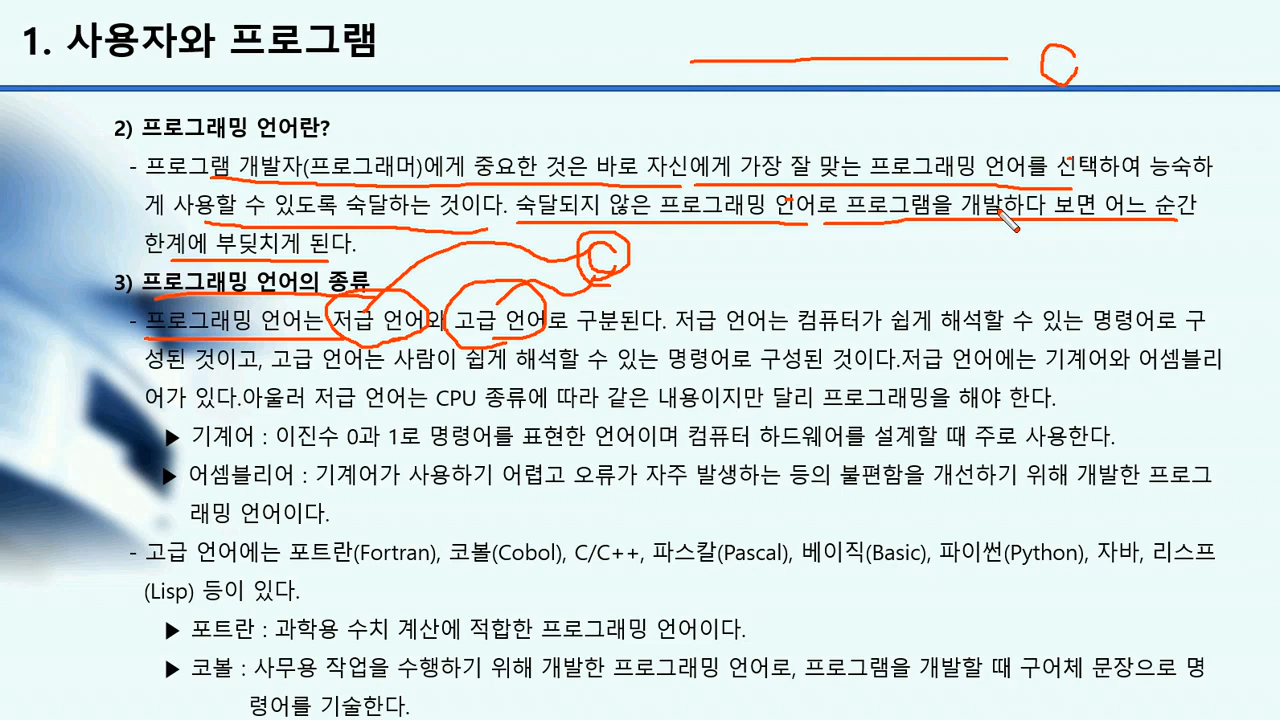 1. 사용자와 프로그램
C
2) 프로그래밍 언어란?
- 프로그램 개발자(프로그래머)에게 중요한 것은 바로 자신에게 가장 잘 맞는 프로그래밍 언어를 선택하여 능숙하
게 사용할 수 있도록 숙달하는 것이다. 숙달되지 않은 프로그래밍 언어로 프로그램을 개발하다 보면 어느 순간
한계에 부딪치게 된다.
C
3) 프로그래밍 언어의 종류
- 프로그래밍 언어는 저급 언어와 고급 언어로 구분된다. 저급 언어는 컴퓨터가 쉽게 해석할 수 있는 명령어로 구
성된 것이고, 고급 언어는 사람이 쉽게 해석할 수 있는 명령어로 구성된 것이다.저급 언어에는 기계어와 어셈블리
어가 있다.아울러 저급 언어는 CPU 종류에 따라 같은 내용이지만 달리 프로그래밍을 해야 한다.
▶ 기계어 : 이진수 0과 1로 명령어를 표현한 언어이며 컴퓨터 하드웨어를 설계할 때 주로 사용한다.
▶ 어셈블리어 : 기계어가 사용하기 어렵고 오류가 자주 발생하는 등의 불편함을 개선하기 위해 개발한 프로그
래밍 언어이다.
- 고급 언어에는 포트란(Fortran), 코볼(Cobol), C/C++, 파스칼(Pascal), 베이직(Basic), 파이썬(Python), 자바, 리스프
(Lisp) 등이 있다.
▶ 포트란 : 과학용 수치 계산에 적합한 프로그래밍 언어이다.
▶ 코볼 : 사무용 작업을 수행하기 위해 개발한 프로그래밍 언어로, 프로그램을 개발할 때 구어체 문장으로 명
령어를 기술한다.